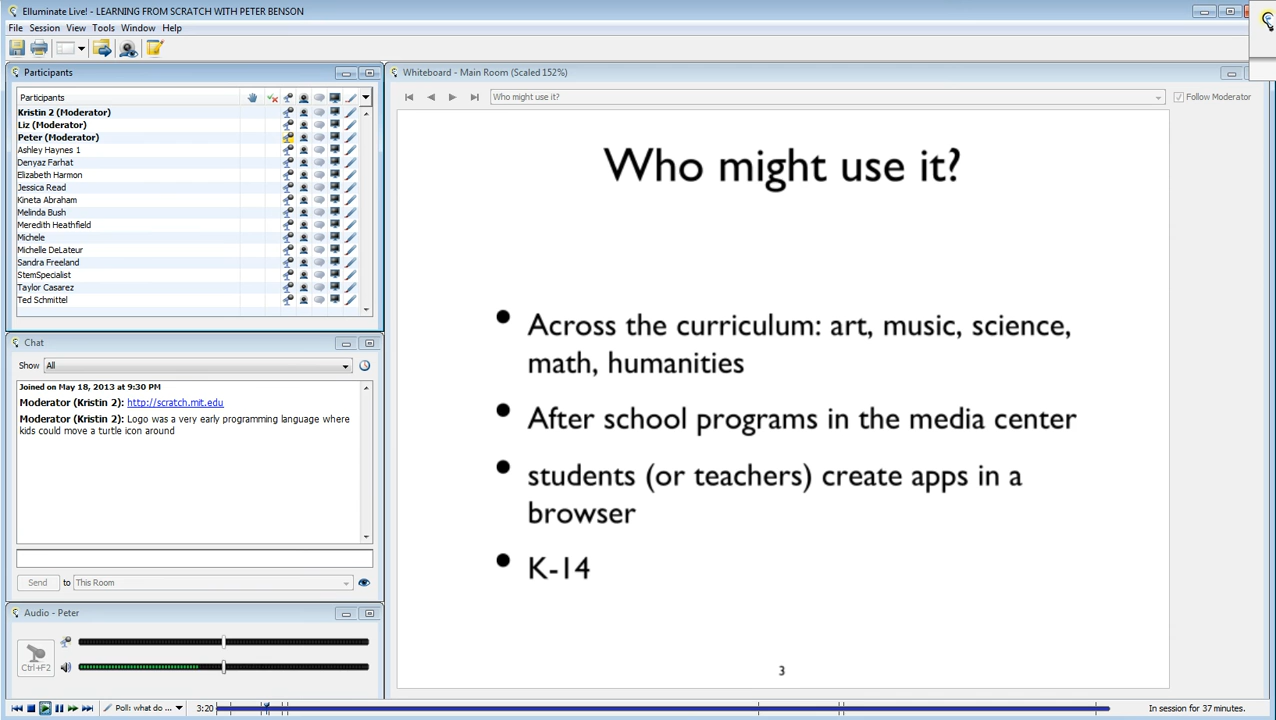 Elluminate Live! - LEARNING FROM SCRATCH WITH PETER BENSON
File Session View Tools Window Help
Participants
Participants
Kristin 2 (Moderator)
Liz (Moderator)
Peter (Moderator)
Ashley Haynes 1
Denyaz Farhat
Elizabeth Harmon
Jessica Read
Kineta Abraham
Melinda Bush
Meredith Heathfield
Michele
Michelle DeLateur
Sandra Freeland
StemSpecialist
Taylor Casarez
Ted Schmittel
Chat
Show All
Joined on May 18, 2013 at 9:30 PM
Moderator (Kristin 2): http://scratch.mit.edu
Moderator (Kristin 2): Logo was a very early programming language where
kids could move a turtle icon around
Send to This Room
Audio - Peter
Ctrl+F2
Whiteboard - Main Room (Scaled 152%)
Who might use it? Follow Moderator
Who might use it?
• Across the curriculum: art, music, science,
math, humanities
• After school programs in the media center
• students (or teachers) create apps in a
browser
• K-14
3
Poll: what do ... 3:20 In session for 37 minutes.